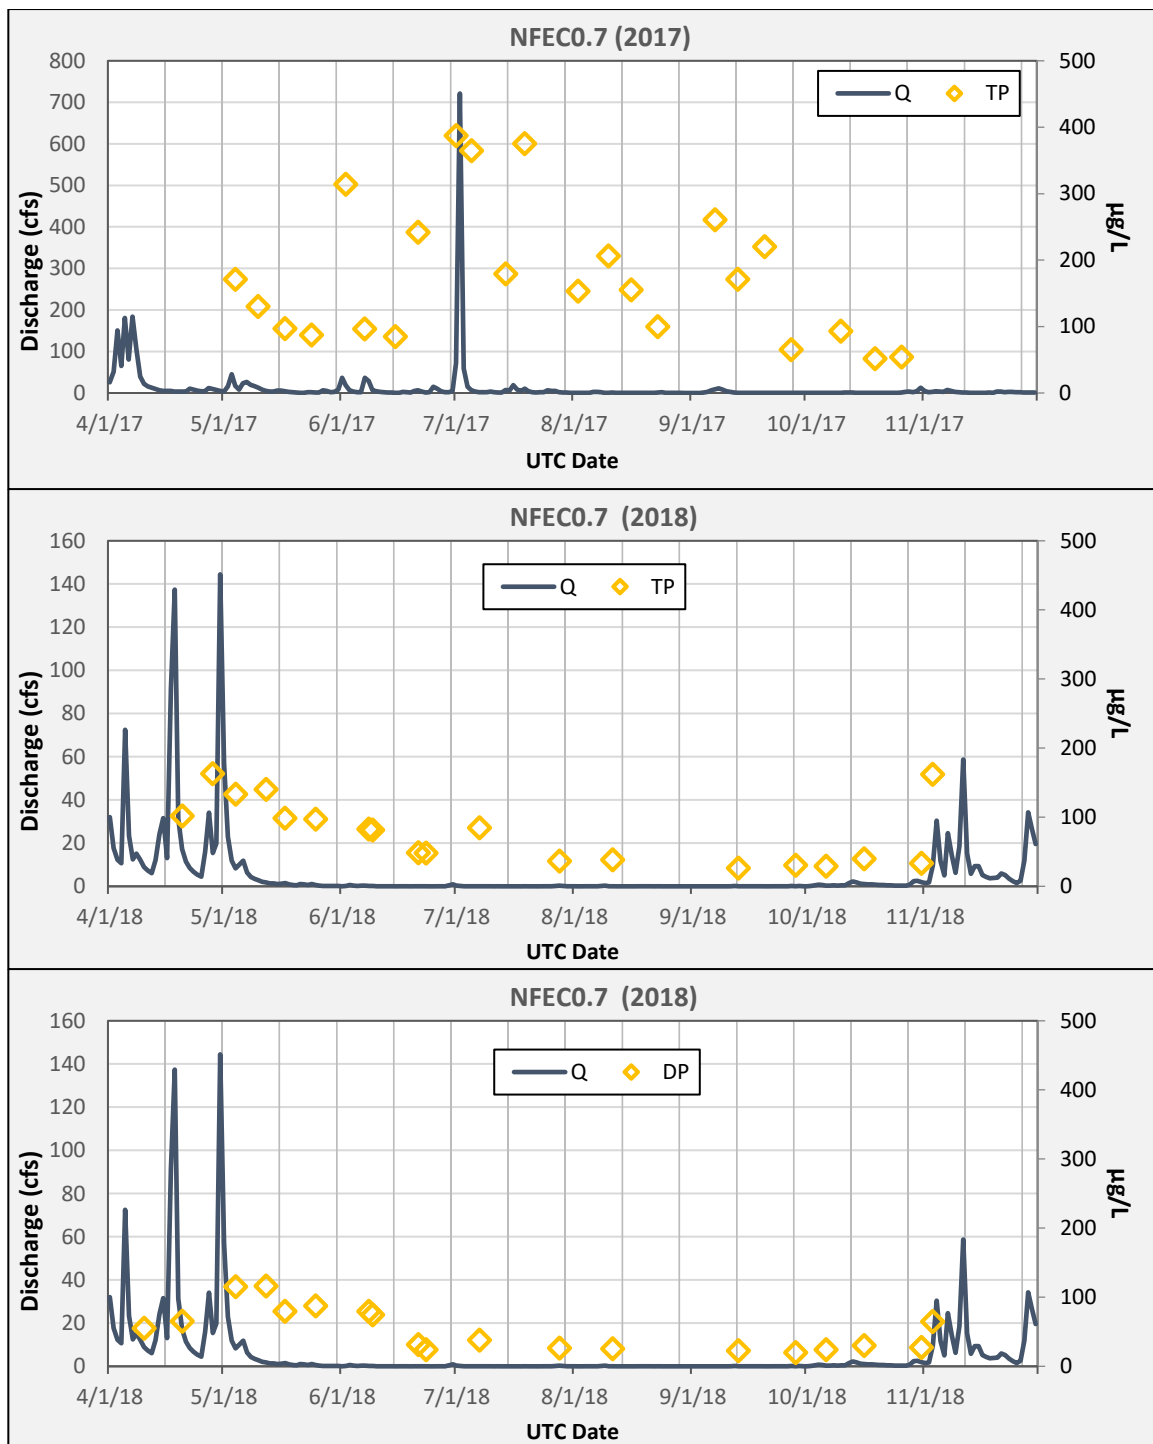 NFEC0.7 (2017)
800
700
600
500
400
300
200
100
0
Discharge (cfs)
500
400
300
200
100
0
µg/L
Q TP
4/1/17 5/1/17 6/1/17 7/1/17 8/1/17 9/1/17 10/1/17 11/1/17
UTC Date
NFEC0.7 (2018)
160
140
120
100
80
60
40
20
0
Discharge (cfs)
500
400
300
200
100
0
µg/L
Q TP
4/1/18 5/1/18 6/1/18 7/1/18 8/1/18 9/1/18 10/1/18 11/1/18
UTC Date
NFEC0.7 (2018)
160
140
120
100
80
60
40
20
0
Discharge (cfs)
500
400
300
200
100
0
µg/L
Q DP
4/1/18 5/1/18 6/1/18 7/1/18 8/1/18 9/1/18 10/1/18 11/1/18
UTC Date